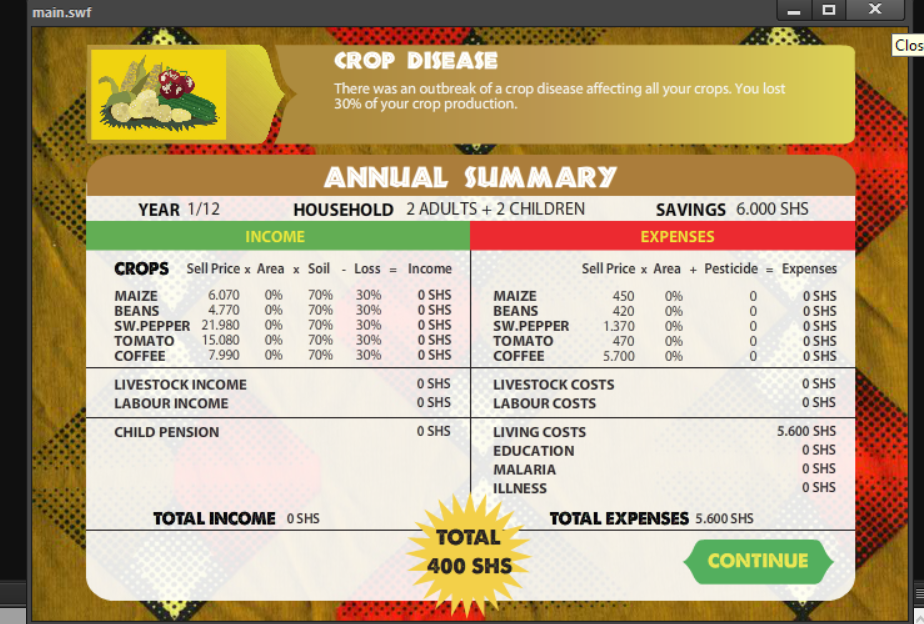 main.swf
Clos
CROP DISEASE
There was an outbreak of a crop disease affecting all your crops. You lost
30% of your crop production.
ANNUAL SUMMARY
YEAR 1/12 HOUSEHOLD 2 ADULTS + 2 CHILDREN SAVINGS 6.000 SHS
INCOME EXPENSES
CROPS Sell Price x Area x Soil - Loss = Income Sell Price x Area + Pesticide = Expenses
MAIZE 6.070 0% 70% 30% 0 SHS MAIZE 450 0% 0 0 SHS
BEANS 4.770 0% 70% 30% 0 SHS BEANS 420 0% 0 0 SHS
SW.PEPPER 21.980 0% 70% 30% 0 SHS SW.PEPPER 1.370 0% 0 0 SHS
TOMATO 15.080 0% 70% 30% 0 SHS TOMATO 470 0% 0 0 SHS
COFFEE 7.990 0% 70% 30% 0 SHS COFFEE 5.700 0% 0 0 SHS
LIVESTOCK INCOME 0 SHS LIVESTOCK COSTS 0 SHS
LABOUR INCOME 0 SHS LABOUR COSTS 0 SHS
CHILD PENSION 0 SHS LIVING COSTS 5.600 SHS
EDUCATION 0 SHS
MALARIA 0 SHS
ILLNESS 0 SHS
TOTAL INCOME 0 SHS TOTAL EXPENSES 5.600 SHS
TOTAL
400 SHS
CONTINUE